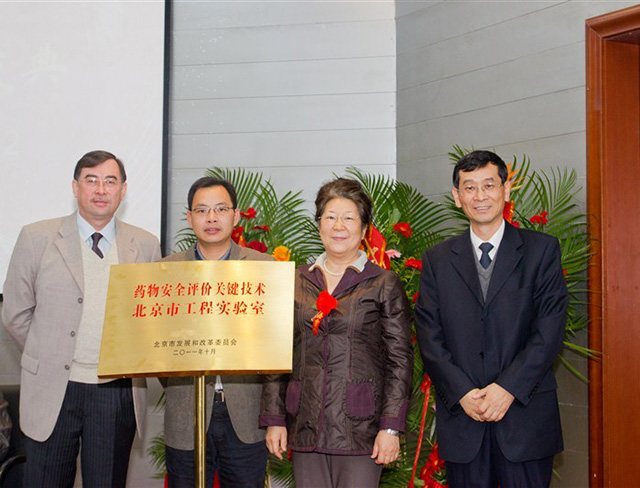 药物安全评价关键技术
北京市工程实验室
北京市发展和改革委员会
二〇一一年十月